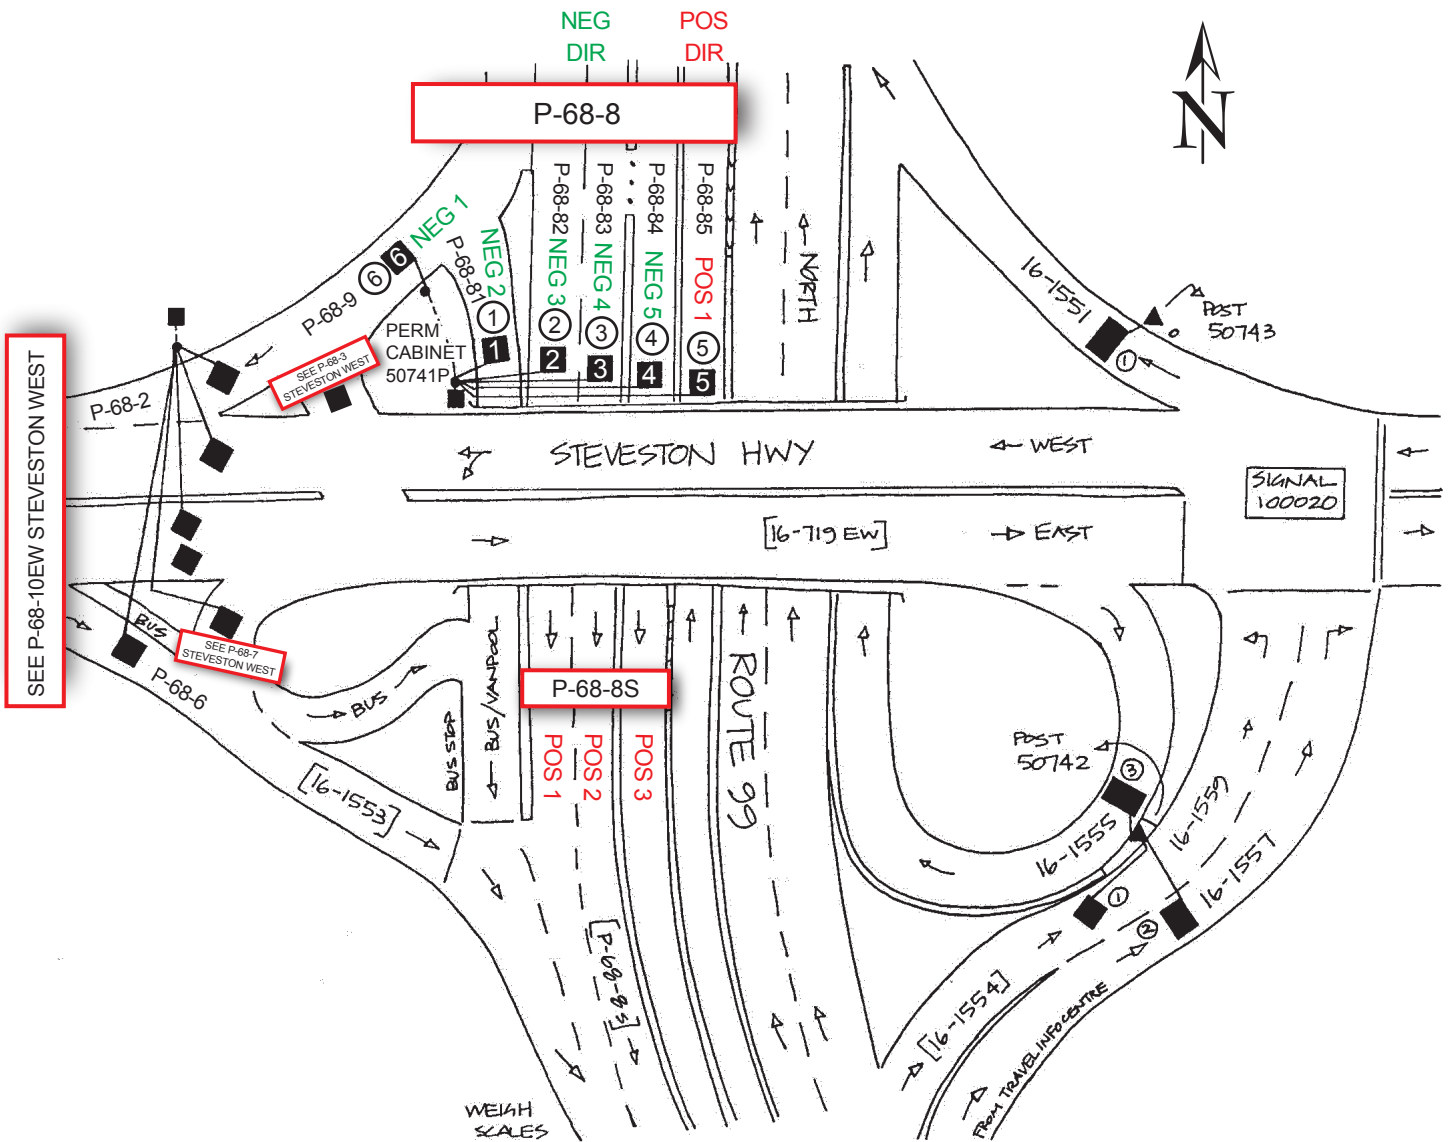 NEG
DIR
POS
DIR
P-68-8
N
P-68-82
P-68-83
P-68-84
P-68-85
NEG 1
P-68-81
NEG 2
NEG 3
NEG 4
NEG 5
POS 1
6
6
1
2
3
4
5
1
2
3
4
5
NORTH
16-1551
POST
50743
1
P-68-9
PERM
CABINET
50741P
SEE P-68-3
STEVESTON WEST
P-68-2
SEE P-68-10EW STEVESTON WEST
STEVESTON HWY
WEST
SIGNAL
100020
[16-719 EW]
EAST
BUS
SEE P-68-7
STEVESTON WEST
P-68-6
BUS
BUS STOP
BUS/VANPOOL
P-68-8S
POS 1
POS 2
POS 3
ROUTE 99
POST
50742
3
[16-1553]
16-1555
16-1559
16-1557
1
2
[P-68-8S]
[16-1554]
FROM TRAVEL INFO CENTRE
WEIGH
SCALES